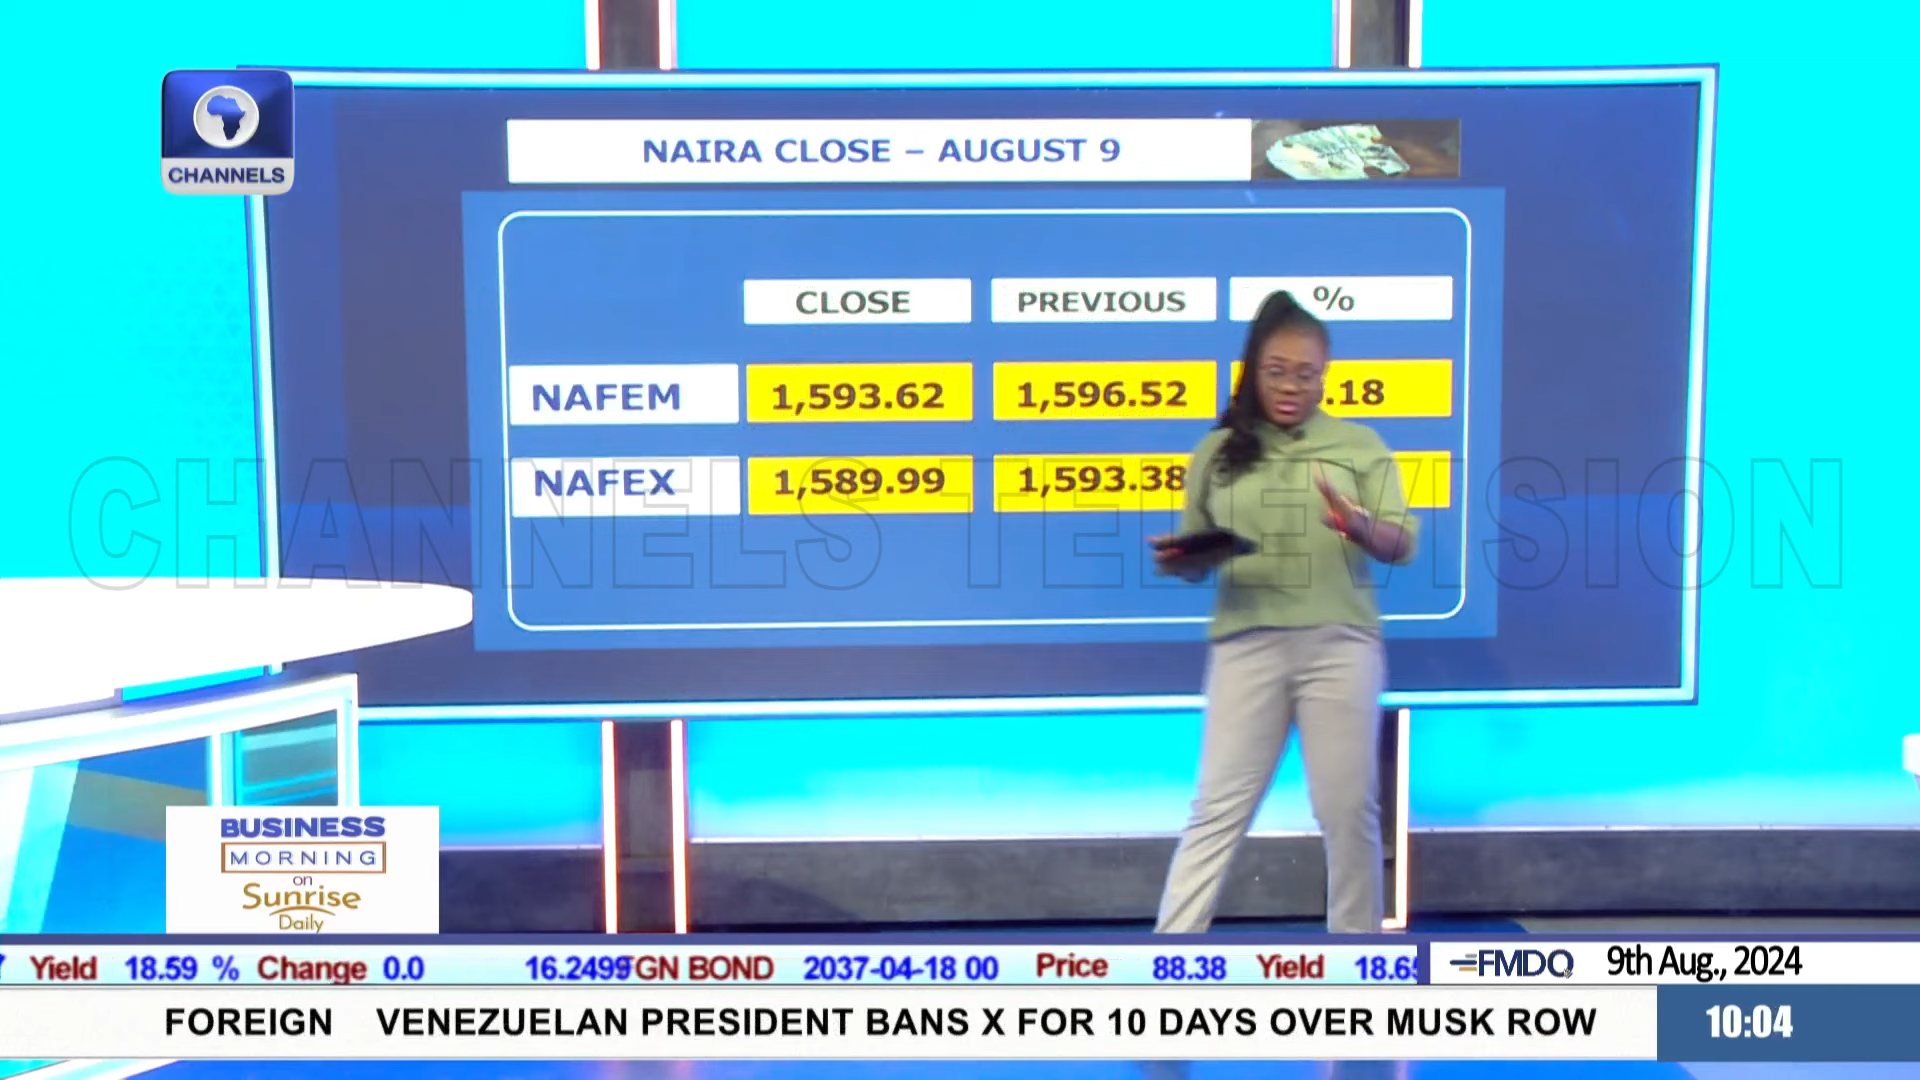 CHANNELS
NAIRA CLOSE – AUGUST 9
CLOSE PREVIOUS %
NAFEM 1,593.62 1,596.52 .18
NAFEX 1,589.99 1,593.38
CHANNELS TELEVISION
BUSINESS
MORNING
on
Sunrise
Daily
Yield 18.59 % Change 0.0 16.2499 FGN BOND 2037-04-18 00 Price 88.38 Yield 18.6
FMDQ 9th Aug., 2024
FOREIGN VENEZUELAN PRESIDENT BANS X FOR 10 DAYS OVER MUSK ROW
10:04